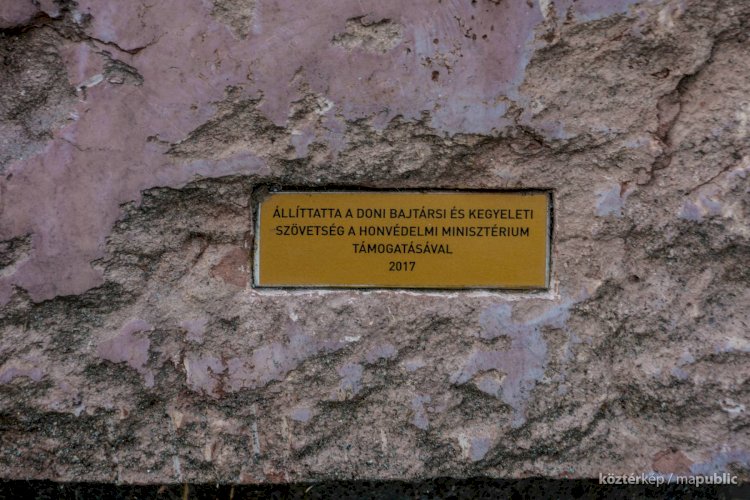 ÁLLÍTTATTA A DONI BAJTÁRSI ÉS KEGYELETI
SZÖVETSÉG A HONVÉDELMI MINISZTÉRIUM
TÁMOGATÁSÁVAL
2017
köztérkép / mapublic